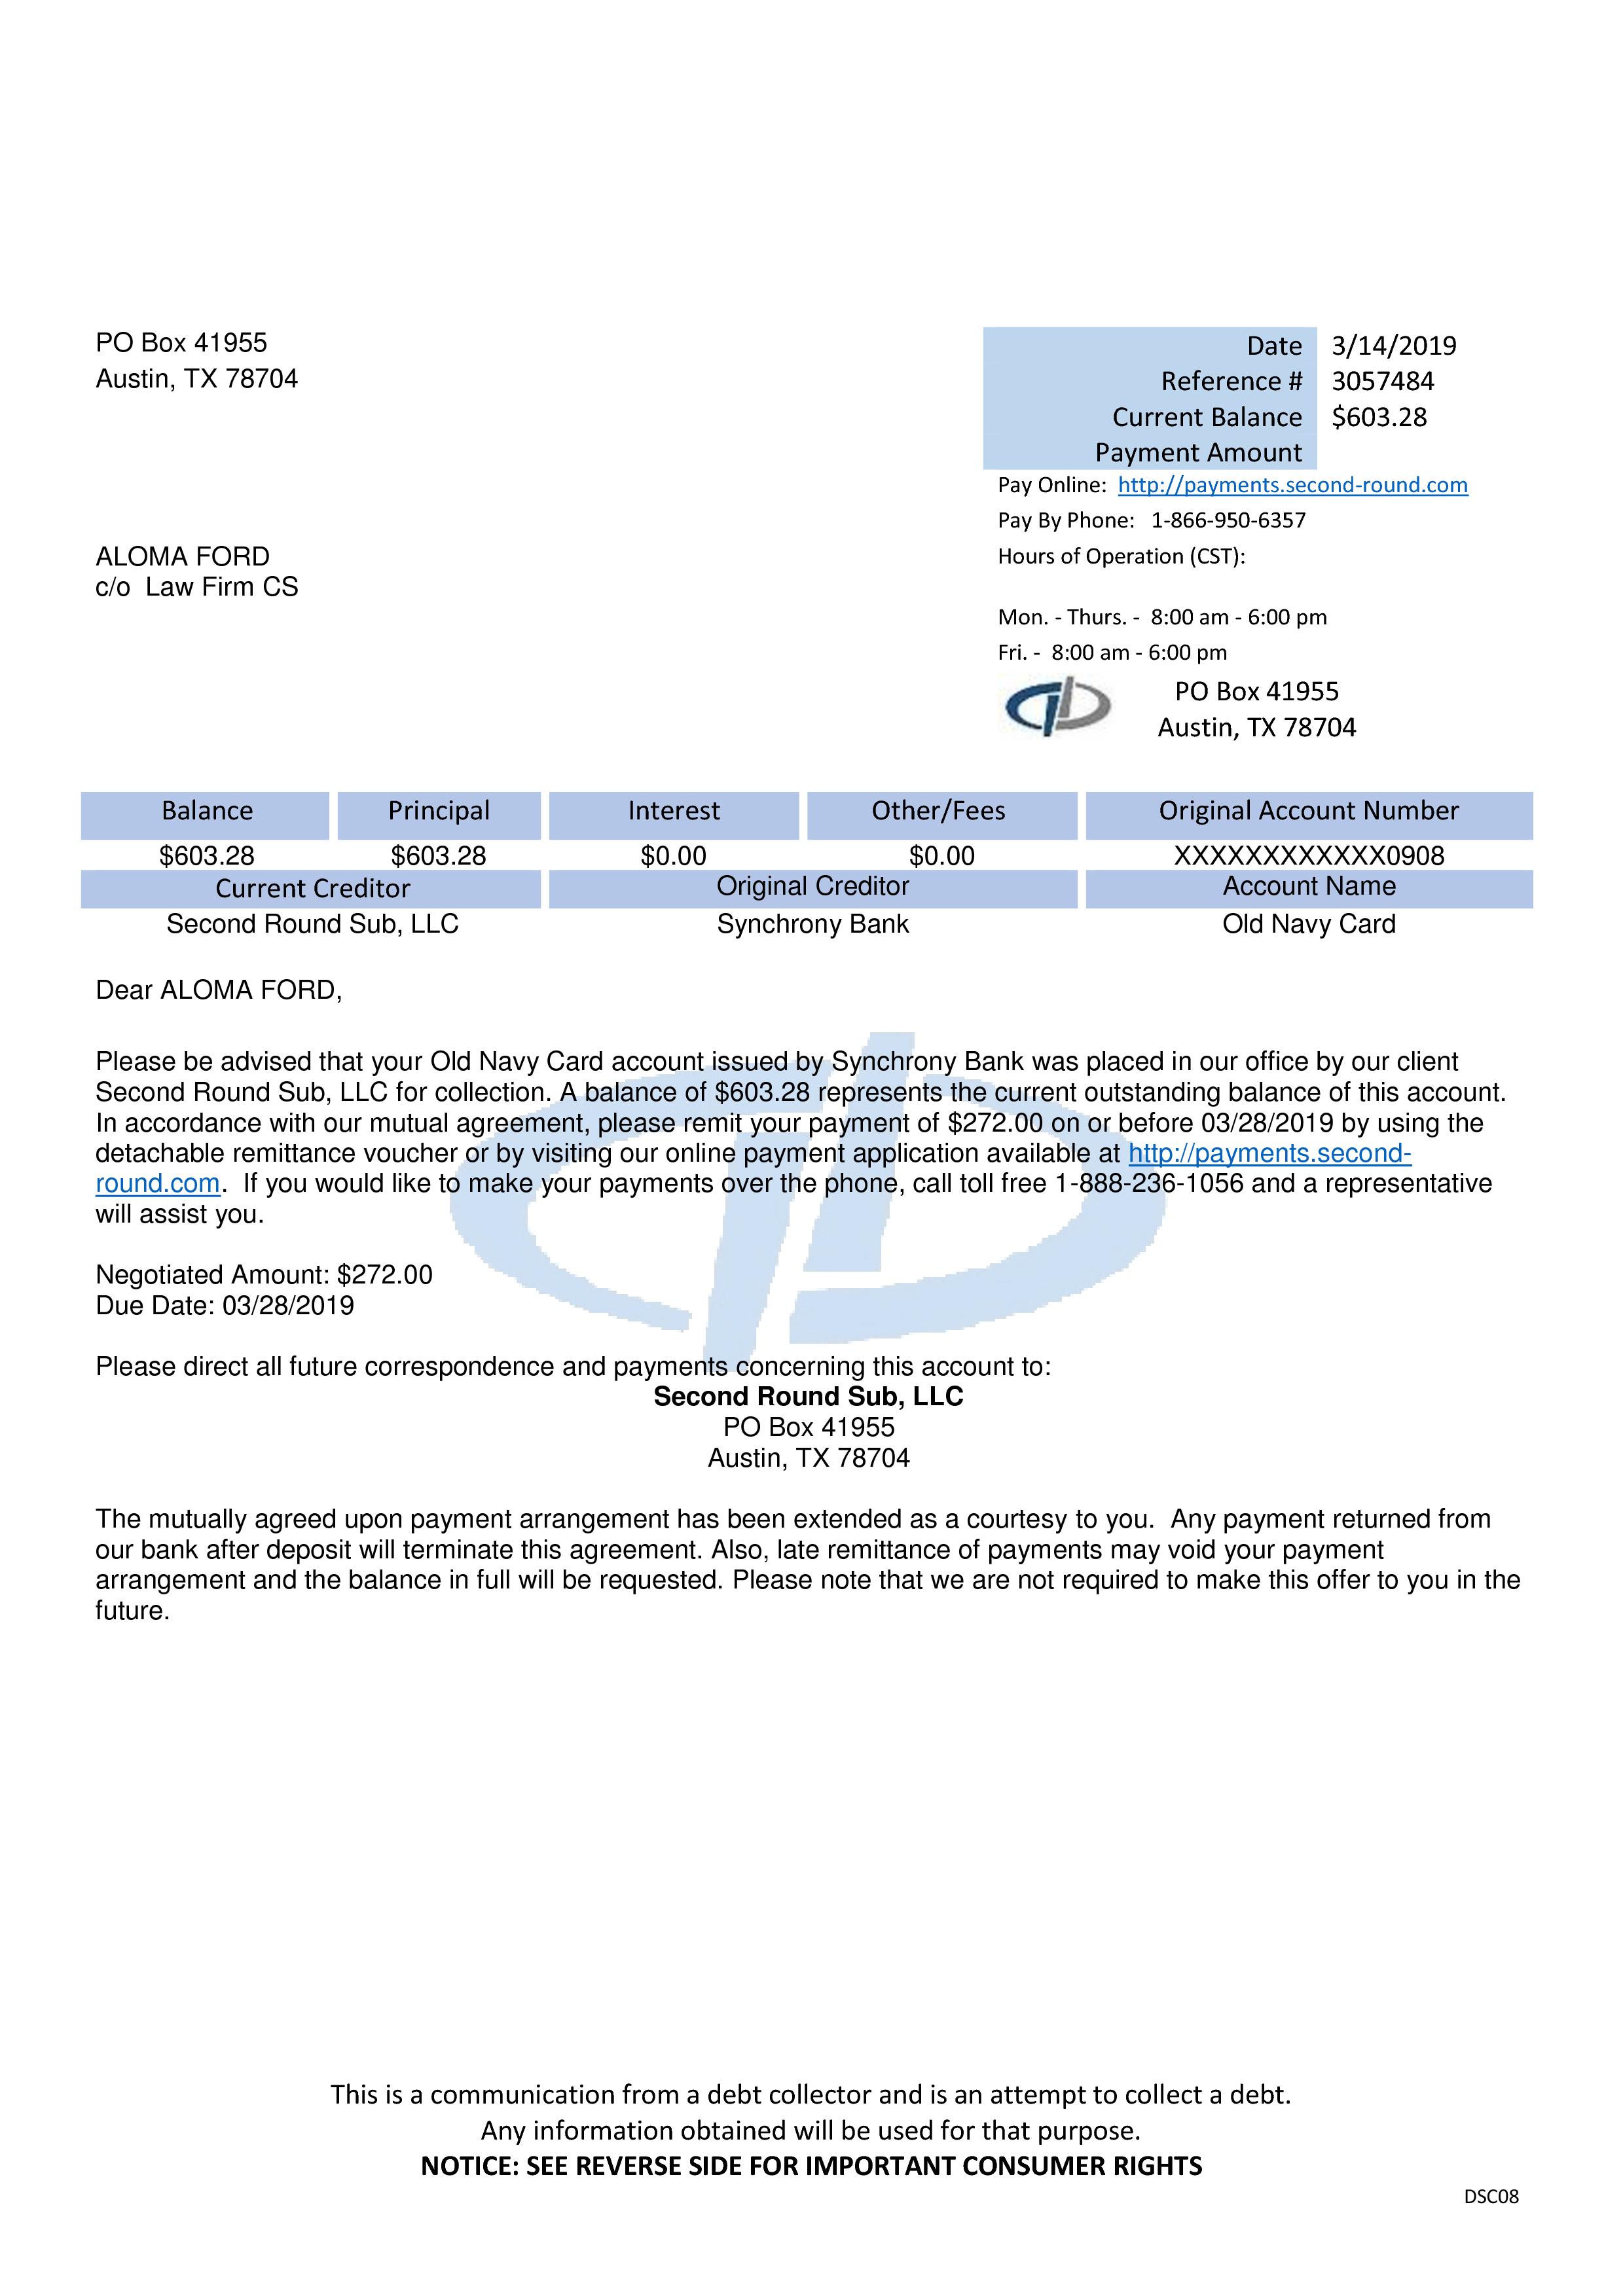 PO Box 41955
Austin, TX 78704
Date 3/14/2019
Reference # 3057484
Current Balance $603.28
Payment Amount
Pay Online: http://payments.second-round.com
Pay By Phone: 1-866-950-6357
ALOMA FORD
c/o Law Firm CS
Hours of Operation (CST):
Mon. - Thurs. - 8:00 am - 6:00 pm
Fri. - 8:00 am - 6:00 pm
PO Box 41955
Austin, TX 78704
Balance Principal Interest Other/Fees Original Account Number
$603.28 $603.28 $0.00 $0.00 XXXXXXXXXXXX0908
Current Creditor Original Creditor Account Name
Second Round Sub, LLC Synchrony Bank Old Navy Card
Dear ALOMA FORD,
Please be advised that your Old Navy Card account issued by Synchrony Bank was placed in our office by our client
Second Round Sub, LLC for collection. A balance of $603.28 represents the current outstanding balance of this account.
In accordance with our mutual agreement, please remit your payment of $272.00 on or before 03/28/2019 by using the
detachable remittance voucher or by visiting our online payment application available at http://payments.second-
round.com. If you would like to make your payments over the phone, call toll free 1-888-236-1056 and a representative
will assist you.
Negotiated Amount: $272.00
Due Date: 03/28/2019
Please direct all future correspondence and payments concerning this account to:
Second Round Sub, LLC
PO Box 41955
Austin, TX 78704
The mutually agreed upon payment arrangement has been extended as a courtesy to you. Any payment returned from
our bank after deposit will terminate this agreement. Also, late remittance of payments may void your payment
arrangement and the balance in full will be requested. Please note that we are not required to make this offer to you in the
future.
This is a communication from a debt collector and is an attempt to collect a debt.
Any information obtained will be used for that purpose.
NOTICE: SEE REVERSE SIDE FOR IMPORTANT CONSUMER RIGHTS
DSC08